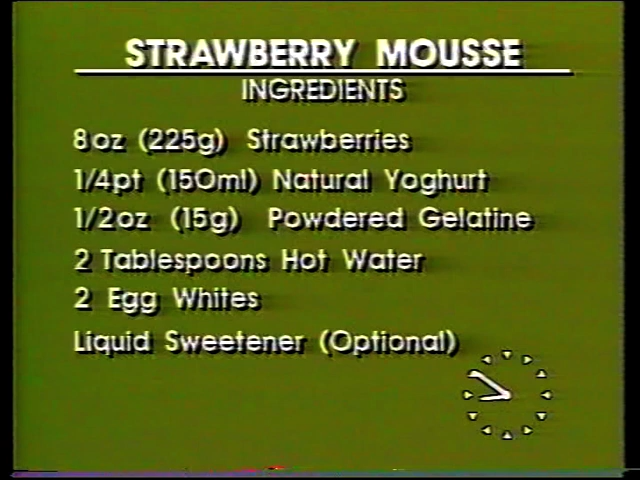 STRAWBERRY MOUSSE
INGREDIENTS
8oz (225g) Strawberries
1/4pt (150ml) Natural Yoghurt
1/2oz (15g) Powdered Gelatine
2 Tablespoons Hot Water
2 Egg Whites
Liquid Sweetener (Optional)